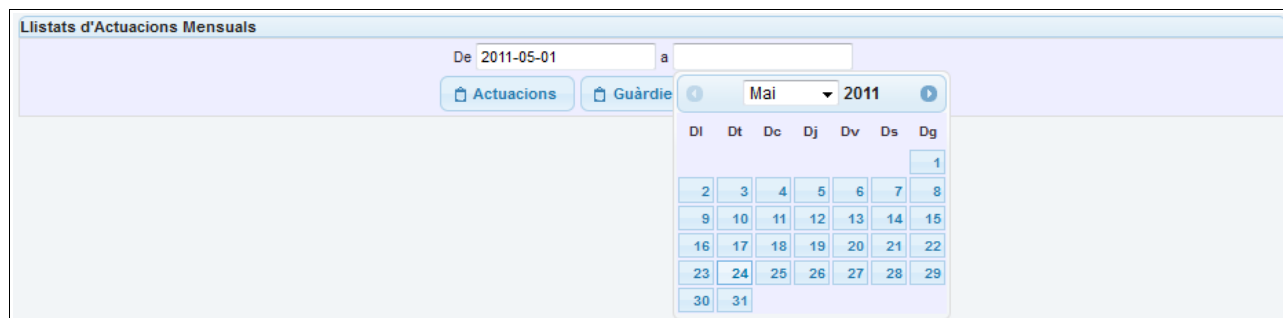 Llistats d'Actuacions Mensuals
De 2011-05-01 a
Actuacions Guàrdie
Mai 2011
Dl Dt Dc Dj Dv Ds Dg
1
2 3 4 5 6 7 8
9 10 11 12 13 14 15
16 17 18 19 20 21 22
23 24 25 26 27 28 29
30 31